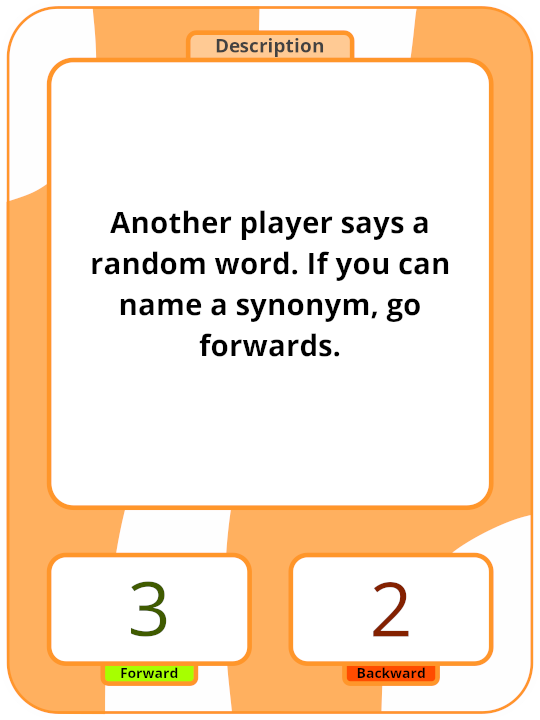 Description
Another player says a
random word. If you can
name a synonym, go
forwards.
3
2
Forward
Backward